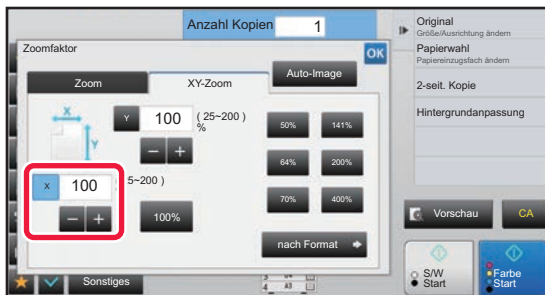 Anzahl Kopien 1
Zoomfaktor
OK
Zoom
XY-Zoom
Auto-Image
X
Y
Y 100 ( 25~200 )
%
X 100 ( 5~200 )
100%
50% 141%
64% 200%
70% 400%
nach Format
Sonstiges
Original
Größe/Ausrichtung ändern
Papierwahl
Papiereinzugsfach ändern
2-seit. Kopie
Hintergrundanpassung
Vorschau
CA
S/W
Start
Farbe
Start
4 A3